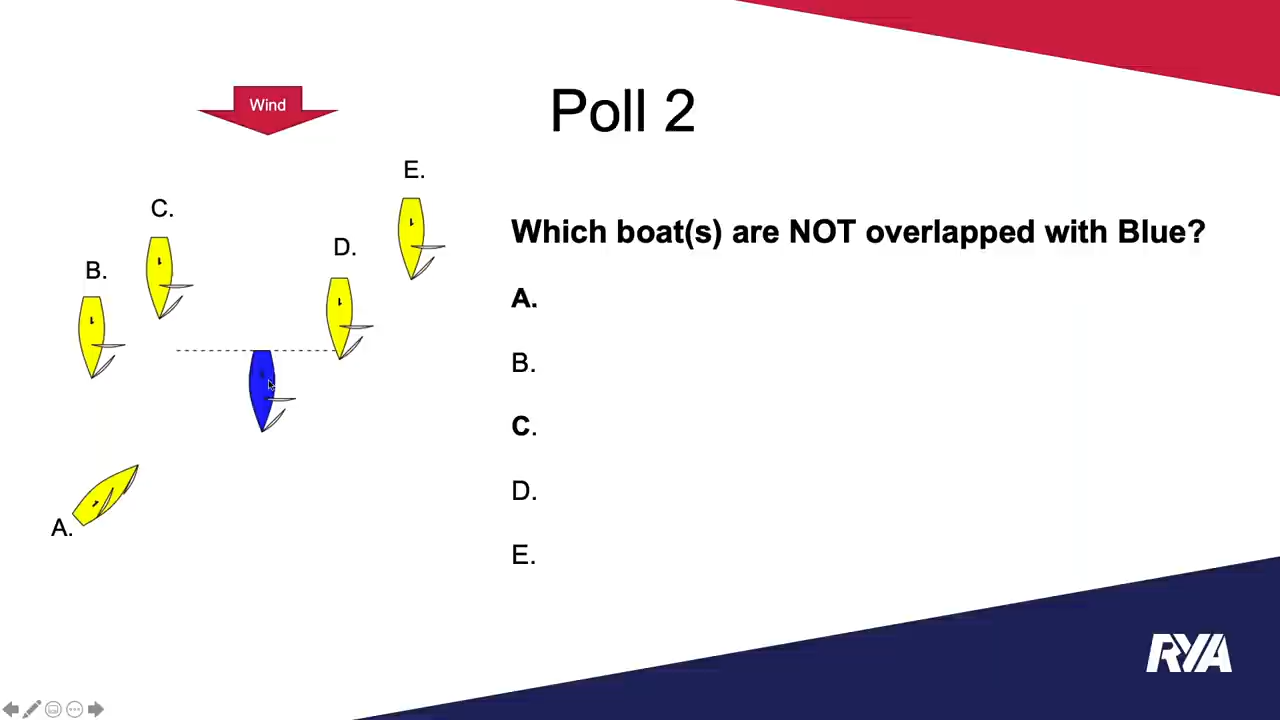 Wind
Poll 2
E.
C.
D.
B.
A.
Which boat(s) are NOT overlapped with Blue?
A.
B.
C.
D.
E.
RYA